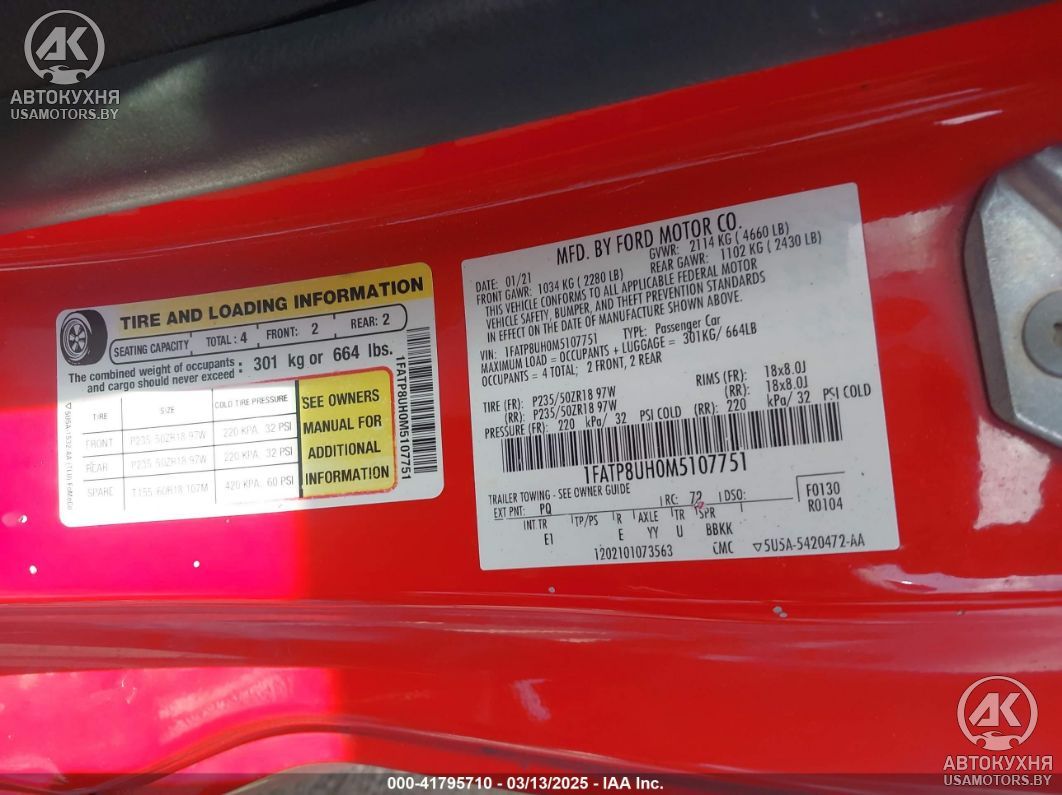 AK
АВТОКУХНЯ
USAMOTORS.BY
TIRE AND LOADING INFORMATION
SEATING CAPACITY TOTAL : 4 FRONT: 2 REAR: 2
The combined weight of occupants and cargo should never exceed : 301 kg or 664 lbs.
TIRE SIZE COLD TIRE PRESSURE
FRONT P235/50ZR18 97W 220 KPA, 32 PSI
REAR P235/50ZR18 97W 220 KPA, 32 PSI
SPARE T155/60R18 107M 420 KPA, 60 PSI
SEE OWNERS
MANUAL FOR
ADDITIONAL
INFORMATION
1FATP8UH0M5107751
MFD. BY FORD MOTOR CO.
DATE: 01/21 GVWR: 2114 KG ( 4660 LB)
FRONT GAWR: 1034 KG ( 2280 LB) REAR GAWR: 1102 KG ( 2430 LB)
THIS VEHICLE CONFORMS TO ALL APPLICABLE FEDERAL MOTOR
VEHICLE SAFETY, BUMPER, AND THEFT PREVENTION STANDARDS
IN EFFECT ON THE DATE OF MANUFACTURE SHOWN ABOVE.
VIN: 1FATP8UH0M5107751 TYPE: Passenger Car
MAXIMUM LOAD = OCCUPANTS + LUGGAGE = 301KG/ 664LB
OCCUPANTS = 4 TOTAL; 2 FRONT, 2 REAR
TIRE (FR): P235/50ZR18 97W RIMS (FR): 18x8.0J
(RR): P235/50ZR18 97W (RR): 18x8.0J
PRESSURE (FR): 220 kPa/ 32 PSI COLD (RR): 220 kPa/ 32 PSI COLD
1FATP8UH0M5107751
TRAILER TOWING - SEE OWNER GUIDE
EXT PNT: PQ RC: 72 DSO: F0130
R0104
INT TR TP/PS R AXLE TR SPR
EI E YY U BBKK
1202101073563 CMC ▽5U5A-5420472-AA
000-41795710 - 03/13/2025 - IAA Inc.
AK
АВТОКУХНЯ
USAMOTORS.BY